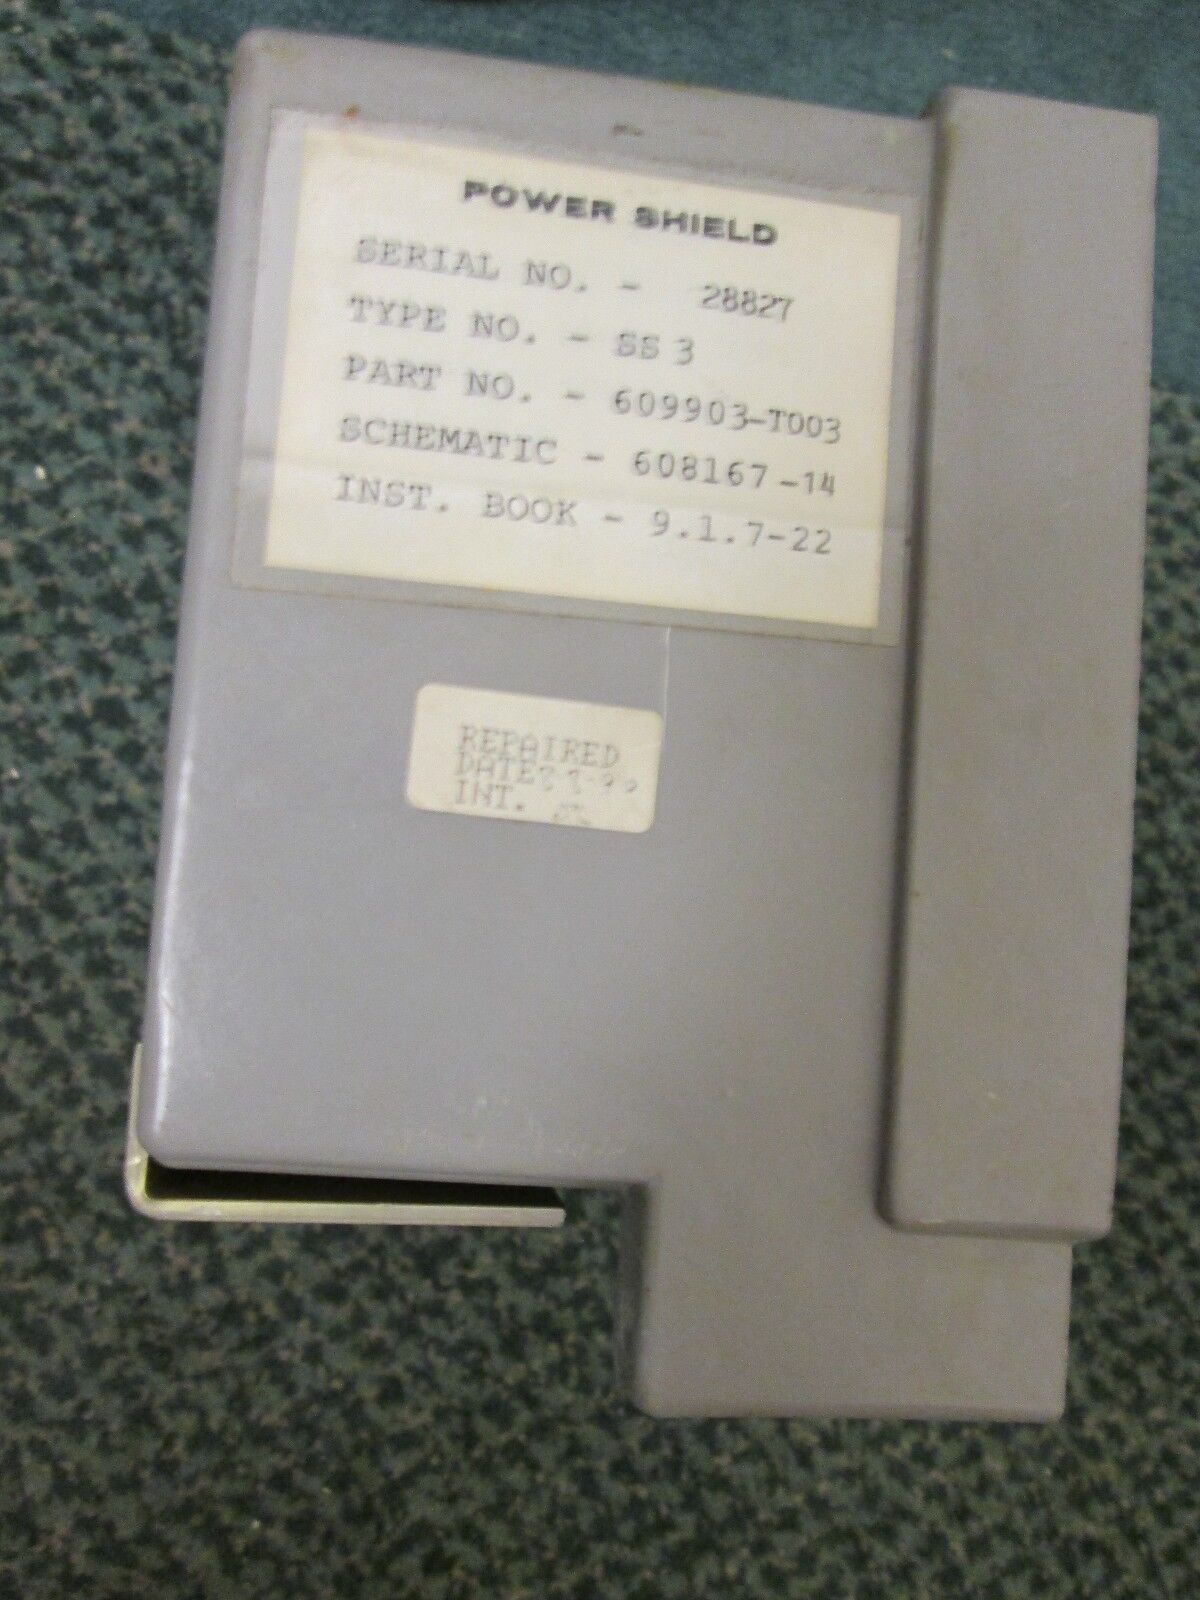 POWER SHIELD
SERIAL NO. - 28827
TYPE NO. - SS 3
PART NO. - 609903-T003
SCHEMATIC - 608167-14
INST. BOOK - 9.1.7-22
REPAIRED
DATE
INT.